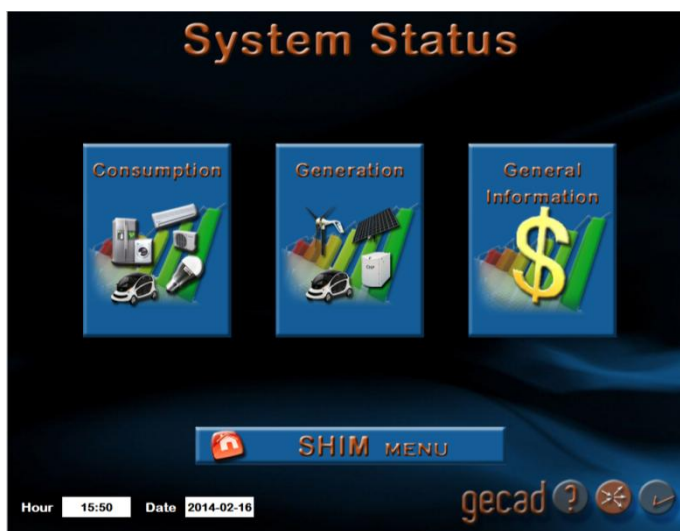 System Status
Consumption
Generation
General
Information
SHIM MENU
Hour 15:50 Date 2014-02-16
gecad ?